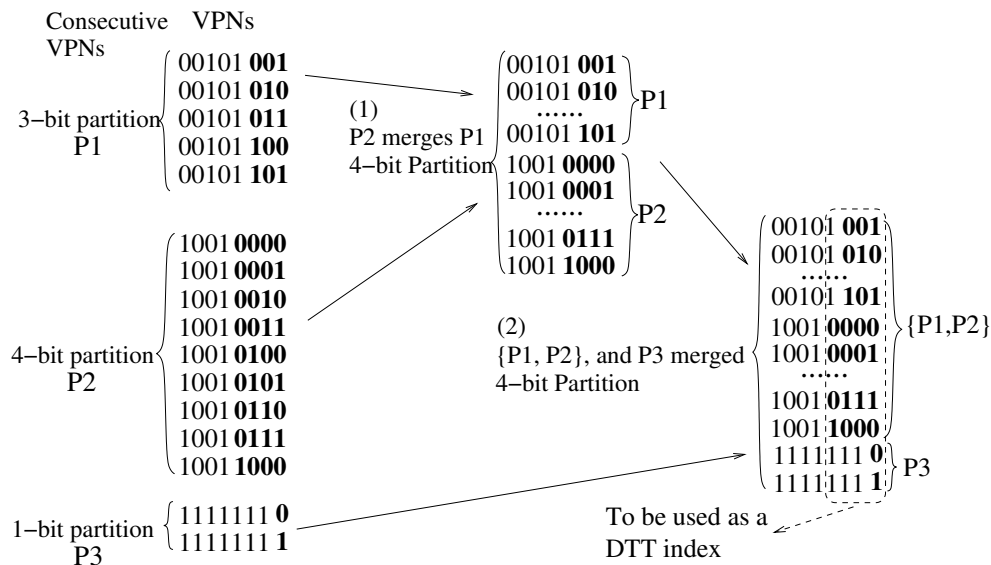 Consecutive VPNs
VPNs
3−bit partition
P1
00101 001
00101 010
00101 011
00101 100
00101 101
4−bit partition
P2
1001 0000
1001 0001
1001 0010
1001 0011
1001 0100
1001 0101
1001 0110
1001 0111
1001 1000
1−bit partition
P3
1111111 0
1111111 1
(1)
P2 merges P1
4−bit Partition
00101 001
00101 010
......
00101 101
P1
1001 0000
1001 0001
......
1001 0111
1001 1000
P2
(2)
{P1, P2}, and P3 merged
4−bit Partition
00101 001
00101 010
......
00101 101
1001 0000
1001 0001
......
1001 0111
1001 1000
{P1,P2}
1111111 0
1111111 1
P3
To be used as a
DTT index